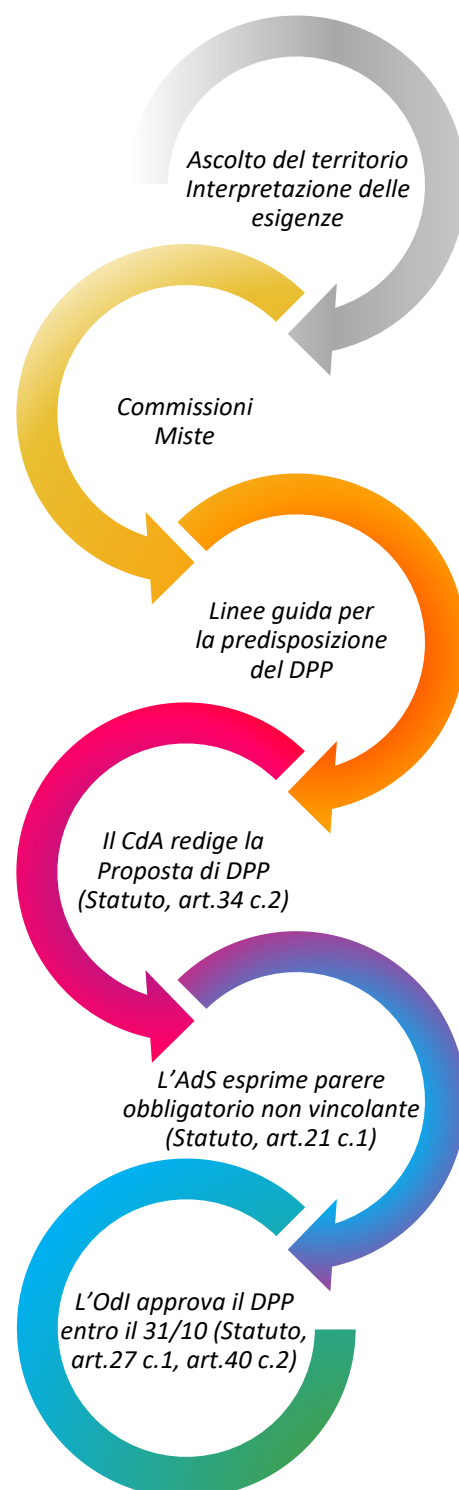 Ascolto del territorio
Interpretazione delle
esigenze
Commissioni
Miste
Linee guida per
la predisposizione
del DPP
Il CdA redige la
Proposta di DPP
(Statuto, art.34 c.2)
L’AdS esprime parere
obbligatorio non vincolante
(Statuto, art.21 c.1)
L’OdI approva il DPP
entro il 31/10 (Statuto,
art.27 c.1, art.40 c.2)